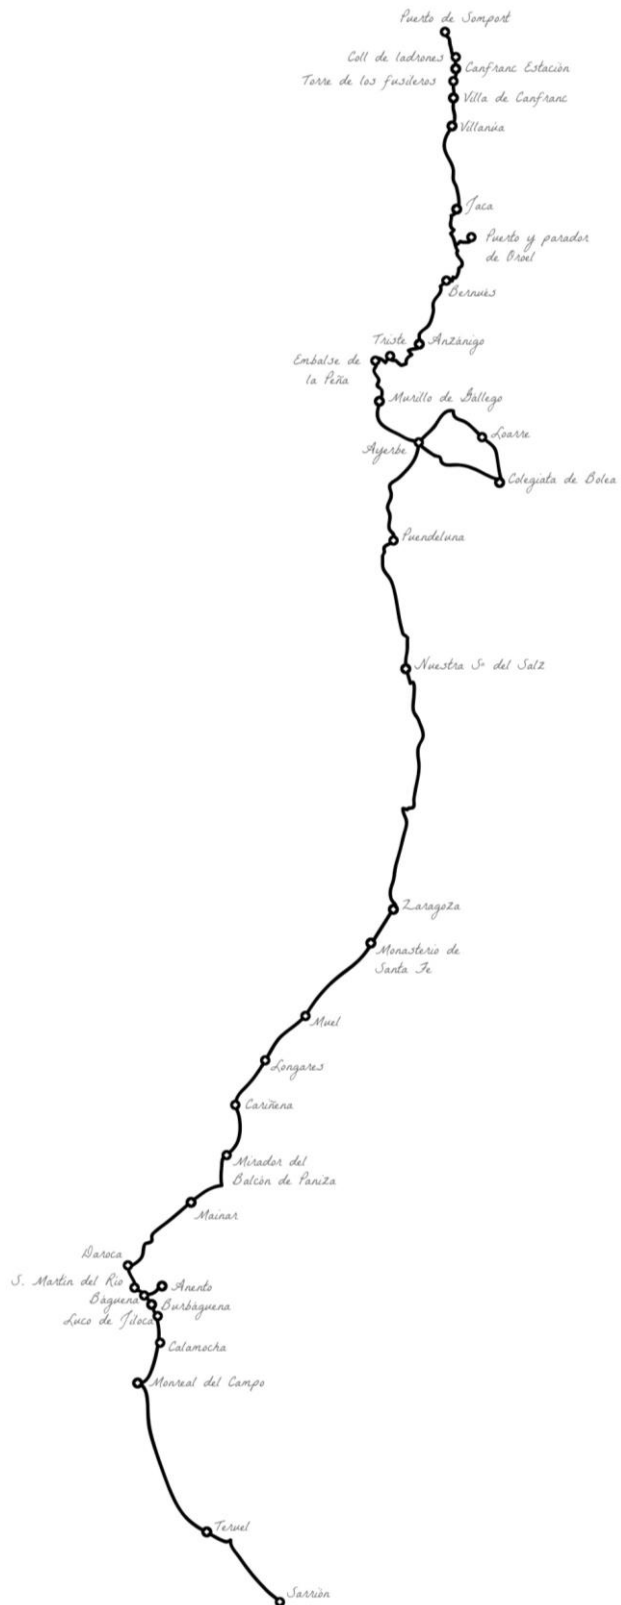 Puerto de Somport
Coll de ladrones
Canfranc Estación
Torre de los fusileros
Villa de Canfranc
Villanúa
Jaca
Puerto y parador
de Oroel
Bernués
Triste
Anzánigo
Embalse de
la Peña
Murillo de Gállego
Loarre
Ayerbe
Colegiata de Bolea
Puendeluna
Nuestra Sª del Salz
Zaragoza
Monasterio de
Santa Fe
Muel
Longares
Cariñena
Mirador del
Balcón de Paniza
Mainar
Daroca
S. Martín del Río
Anento
Báguena
Burbáguena
Luco de Jiloca
Calamocha
Monreal del Campo
Teruel
Sarrión